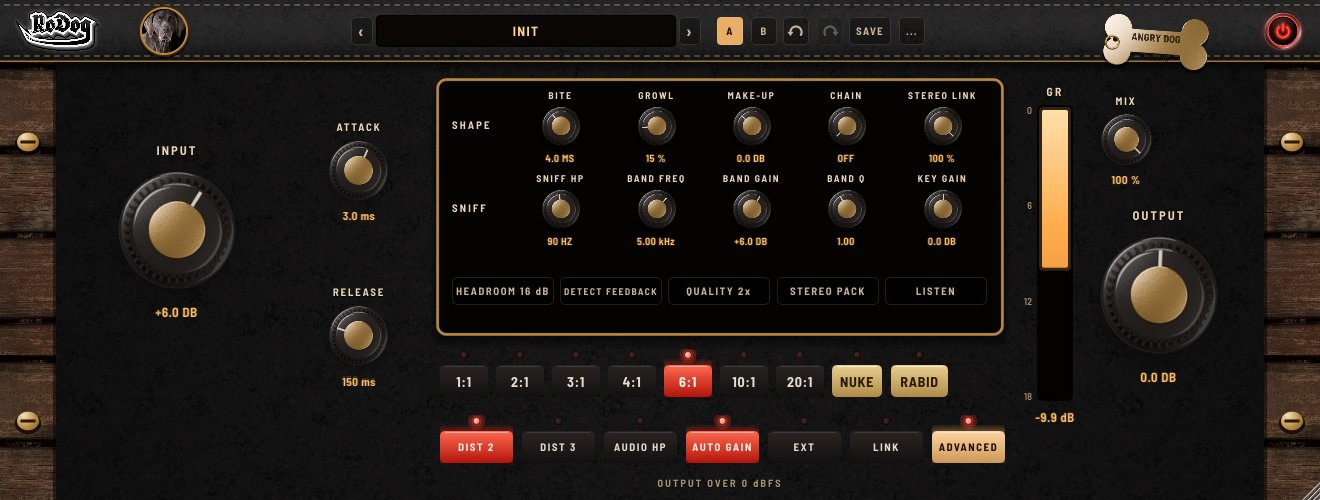 KoDog
‹ INIT › A B SAVE ...
ANGRY DOG
INPUT
+6.0 DB
ATTACK
3.0 ms
RELEASE
150 ms
SHAPE
BITE GROWL MAKE-UP CHAIN STEREO LINK
4.0 MS 15 % 0.0 DB OFF 100 %
SNIFF
SNIFF HP BAND FREQ BAND GAIN BAND Q KEY GAIN
90 HZ 5.00 kHz +6.0 DB 1.00 0.0 DB
HEADROOM 16 dB DETECT FEEDBACK QUALITY 2x STEREO PACK LISTEN
1:1 2:1 3:1 4:1 6:1 10:1 20:1 NUKE RABID
DIST 2 DIST 3 AUDIO HP AUTO GAIN EXT LINK ADVANCED
OUTPUT OVER 0 dBFS
GR
0
6
12
18
-9.9 dB
MIX
100 %
OUTPUT
0.0 DB